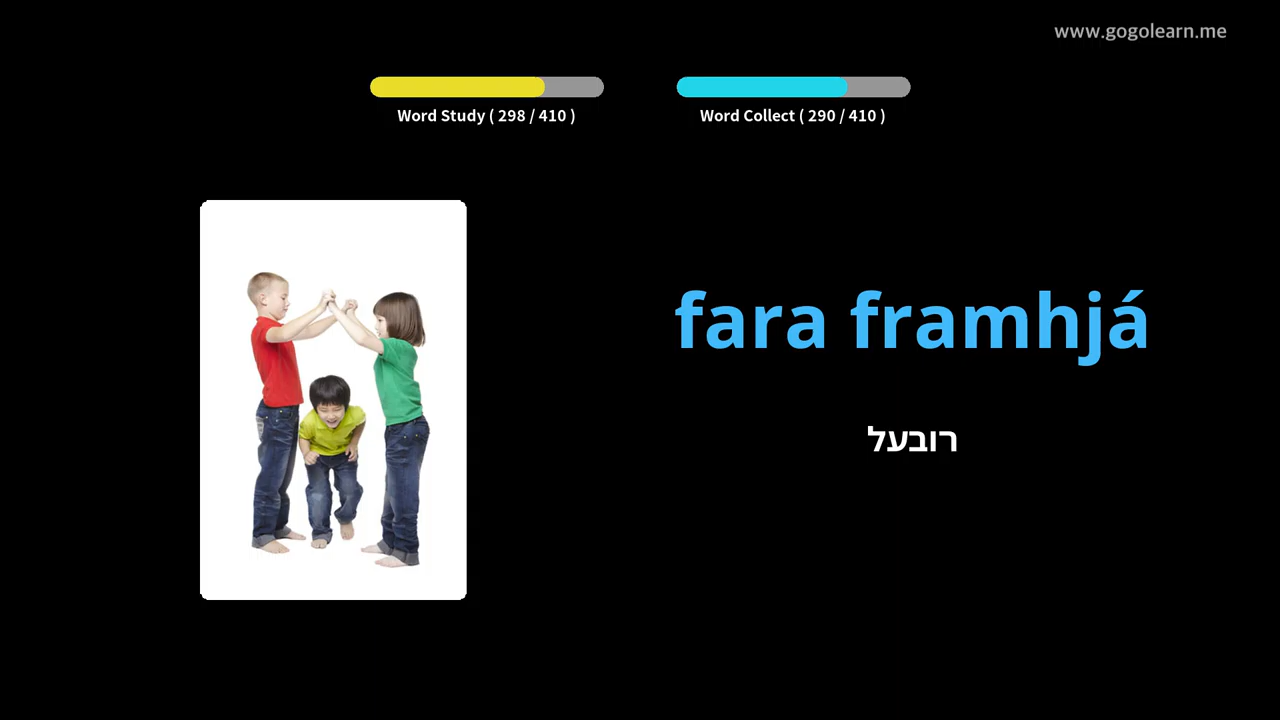 www.gogolearn.me
Word Study ( 298 / 410 )
Word Collect ( 290 / 410 )
fara framhjá
רובעל